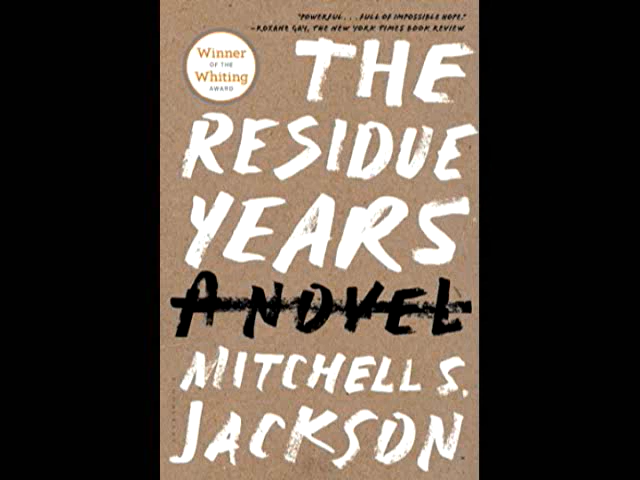 "POWERFUL . . . FULL OF IMPOSSIBLE HOPE."
—ROXANE GAY, THE NEW YORK TIMES BOOK REVIEW
Winner
OF THE
Whiting
AWARD
THE
RESIDUE
YEARS
A NOVEL
MITCHELL S.
JACKSON